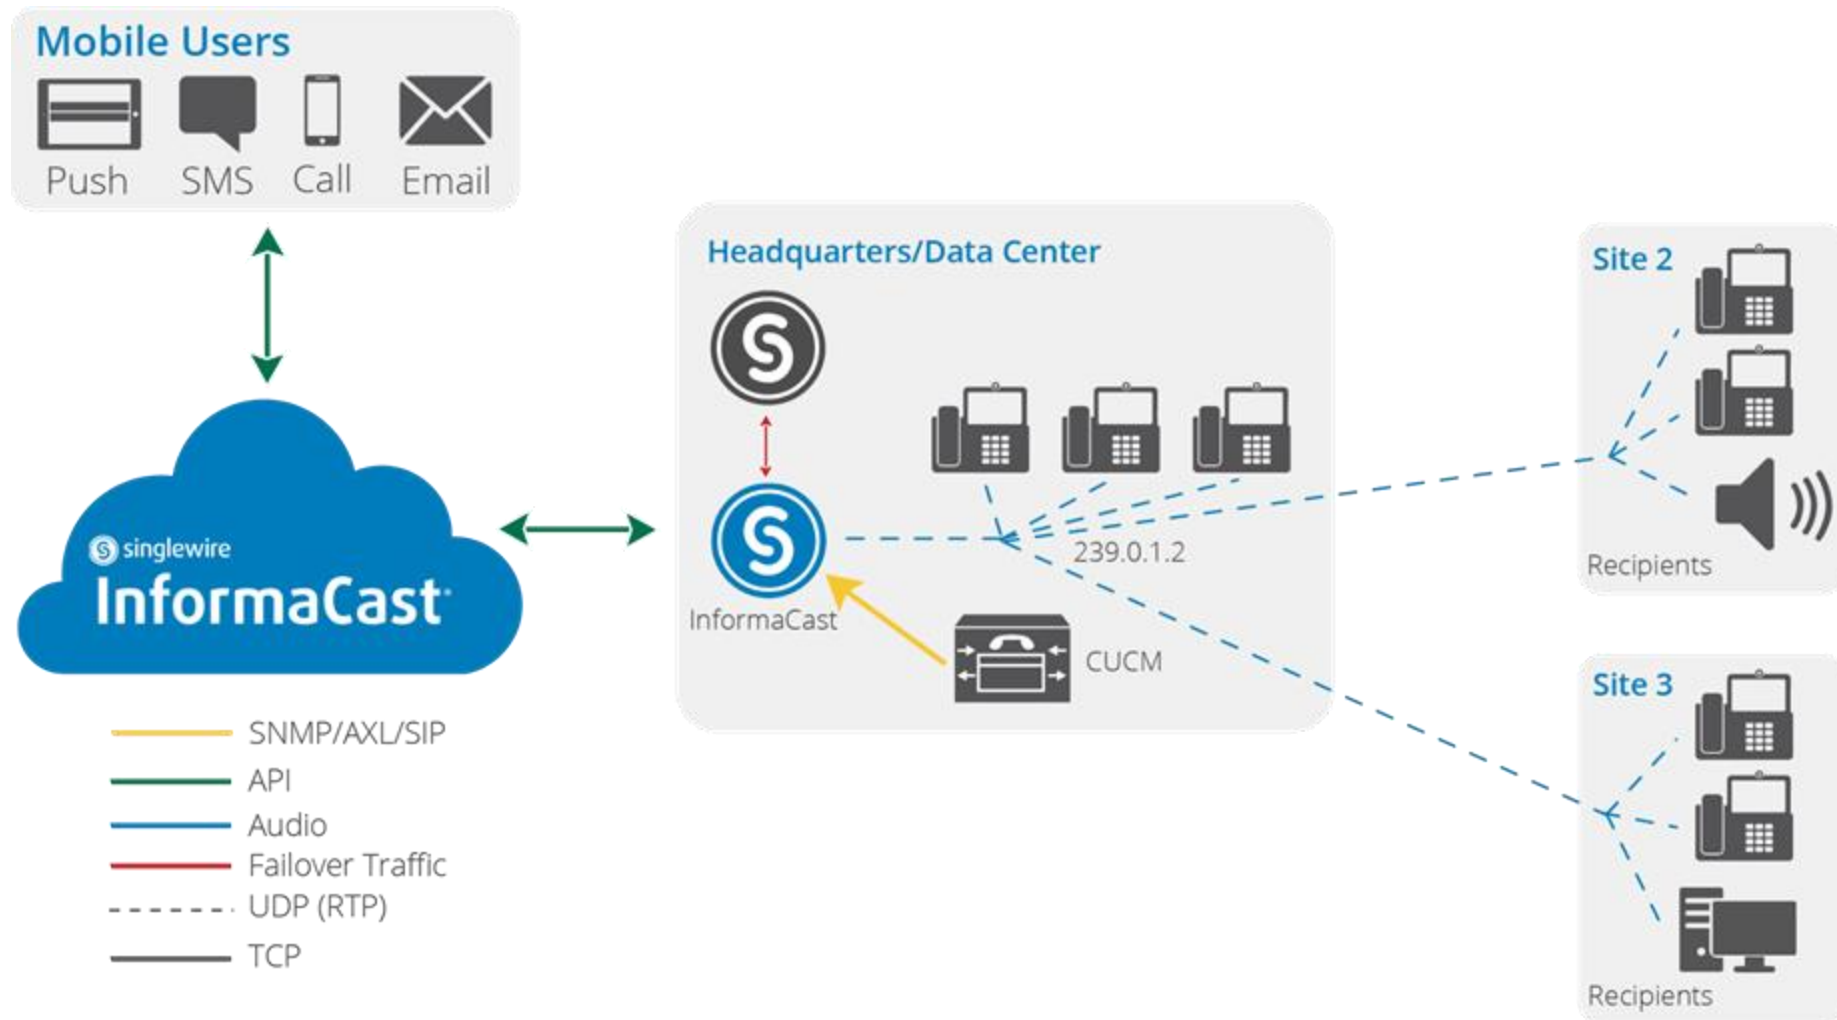 Mobile Users
Push SMS Call Email
singlewire
InformaCast
SNMP/AXL/SIP
API
Audio
Failover Traffic
UDP (RTP)
TCP
Headquarters/Data Center
239.0.1.2
InformaCast
CUCM
Site 2
Recipients
Site 3
Recipients